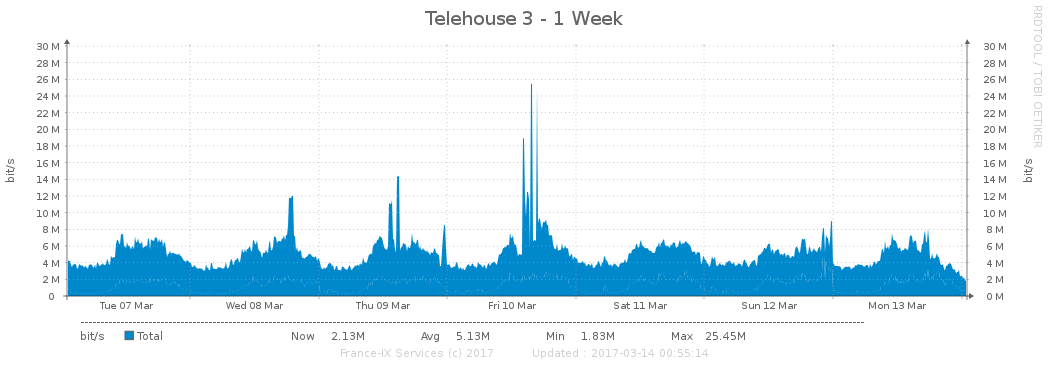 Telehouse 3 - 1 Week
RRDTOOL / TOBI OETIKER
bit/s
30 M 30 M
28 M 28 M
26 M 26 M
24 M 24 M
22 M 22 M
20 M 20 M
18 M 18 M
16 M 16 M
14 M 14 M
12 M 12 M
10 M 10 M
8 M 8 M
6 M 6 M
4 M 4 M
2 M 2 M
0 0 M
bit/s
Tue 07 Mar Wed 08 Mar Thu 09 Mar Fri 10 Mar Sat 11 Mar Sun 12 Mar Mon 13 Mar
bit/s Total Now 2.13M Avg 5.13M Min 1.83M Max 25.45M
France-IX Services (c) 2017 Updated : 2017-03-14 00:55:14